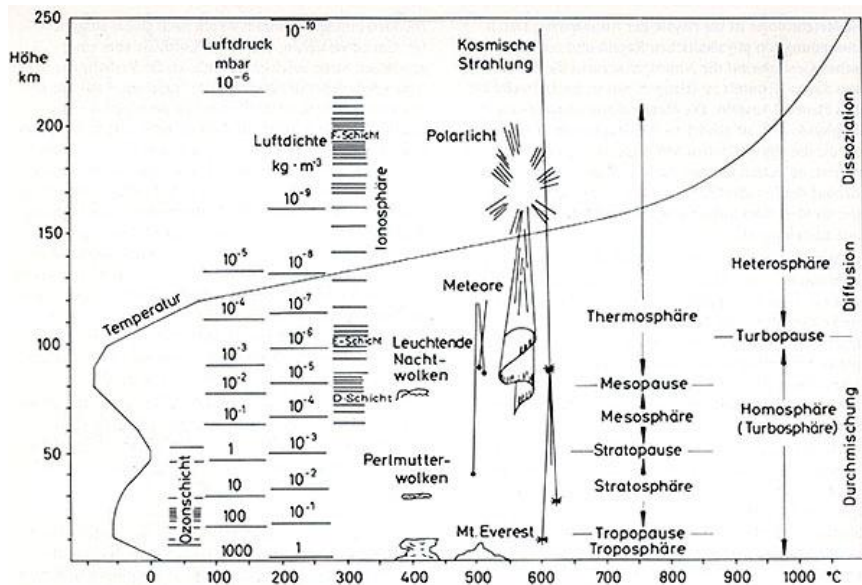 250
Höhe
km
200
150
100
50
0
100
200
300
400
500
600
700
800
900
1000 °C
Temperatur
Ozonschicht
Luftdruck
mbar
10⁻⁶
10⁻⁵
10⁻⁴
10⁻³
10⁻²
10⁻¹
1
10
100
1000
10⁻¹⁰
Luftdichte
kg · m⁻³
10⁻⁹
10⁻⁸
10⁻⁷
10⁻⁶
10⁻⁵
10⁻⁴
10⁻³
10⁻²
10⁻¹
1
F-Schicht
E-Schicht
D-Schicht
Ionosphäre
Kosmische
Strahlung
Polarlicht
Meteore
Leuchtende
Nacht-
wolken
Perlmutter-
wolken
Mt. Everest
Thermosphäre
Mesopause
Mesosphäre
Stratopause
Stratosphäre
Tropopause
Troposphäre
Heterosphäre
Turbopause
Homosphäre
(Turbosphäre)
Dissoziation
Diffusion
Durchmischung